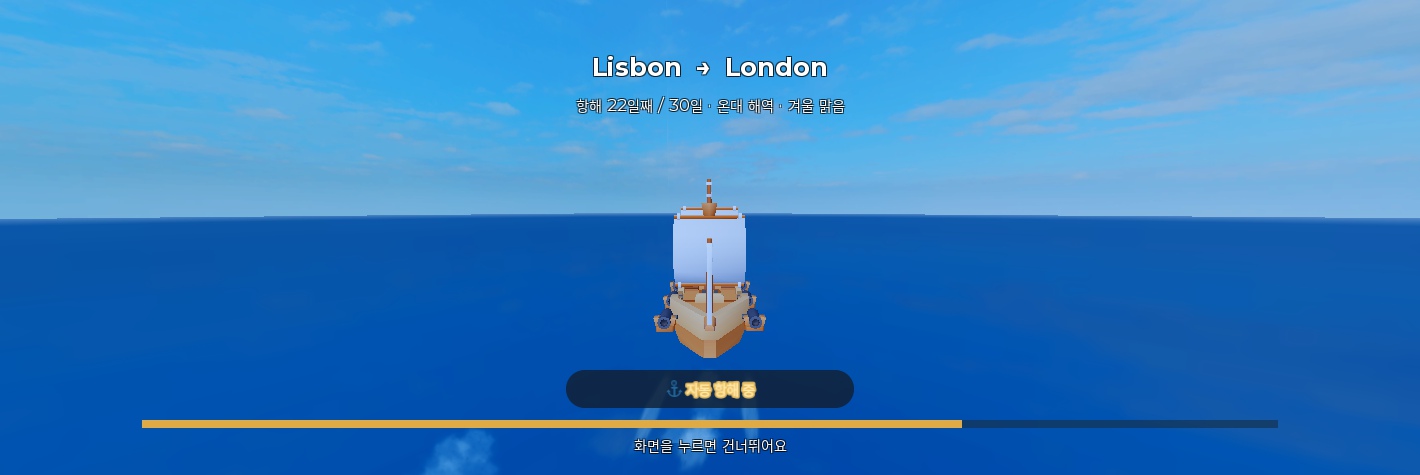 Lisbon → London
항해 22일째 / 30일 · 온대 해역 · 겨울 맑음
⚓ 자동 항해 중
화면을 누르면 건너뛰어요